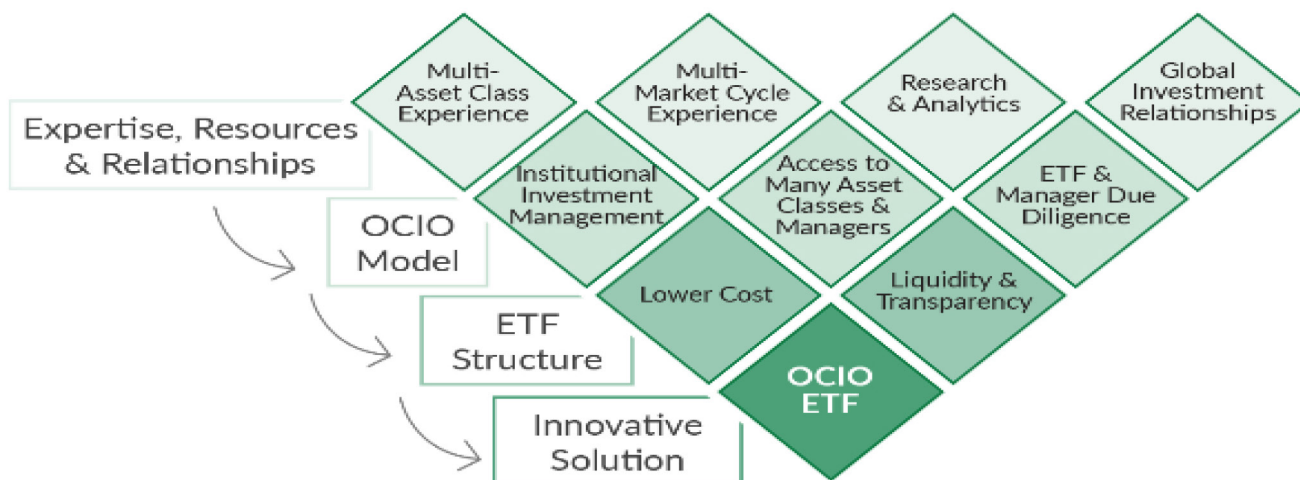 Multi-
Asset Class
Experience
Multi-
Market Cycle
Experience
Research
& Analytics
Global
Investment
Relationships
Expertise, Resources
& Relationships
Institutional
Investment
Management
Access to
Many Asset
Classes &
Managers
ETF &
Manager Due
Diligence
OCIO
Model
Lower Cost
Liquidity &
Transparency
ETF
Structure
OCIO
ETF
Innovative
Solution